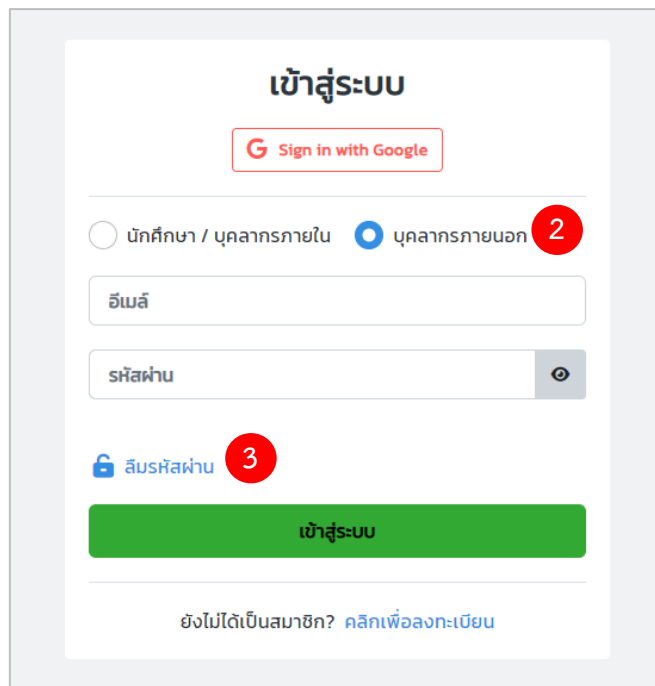 เข้าสู่ระบบ
G Sign in with Google
นักศึกษา / บุคลากรภายใน บุคลากรภายนอก 2
อีเมล์
รหัสผ่าน
ลืมรหัสผ่าน 3
เข้าสู่ระบบ
ยังไม่ได้เป็นสมาชิก? คลิกเพื่อลงทะเบียน